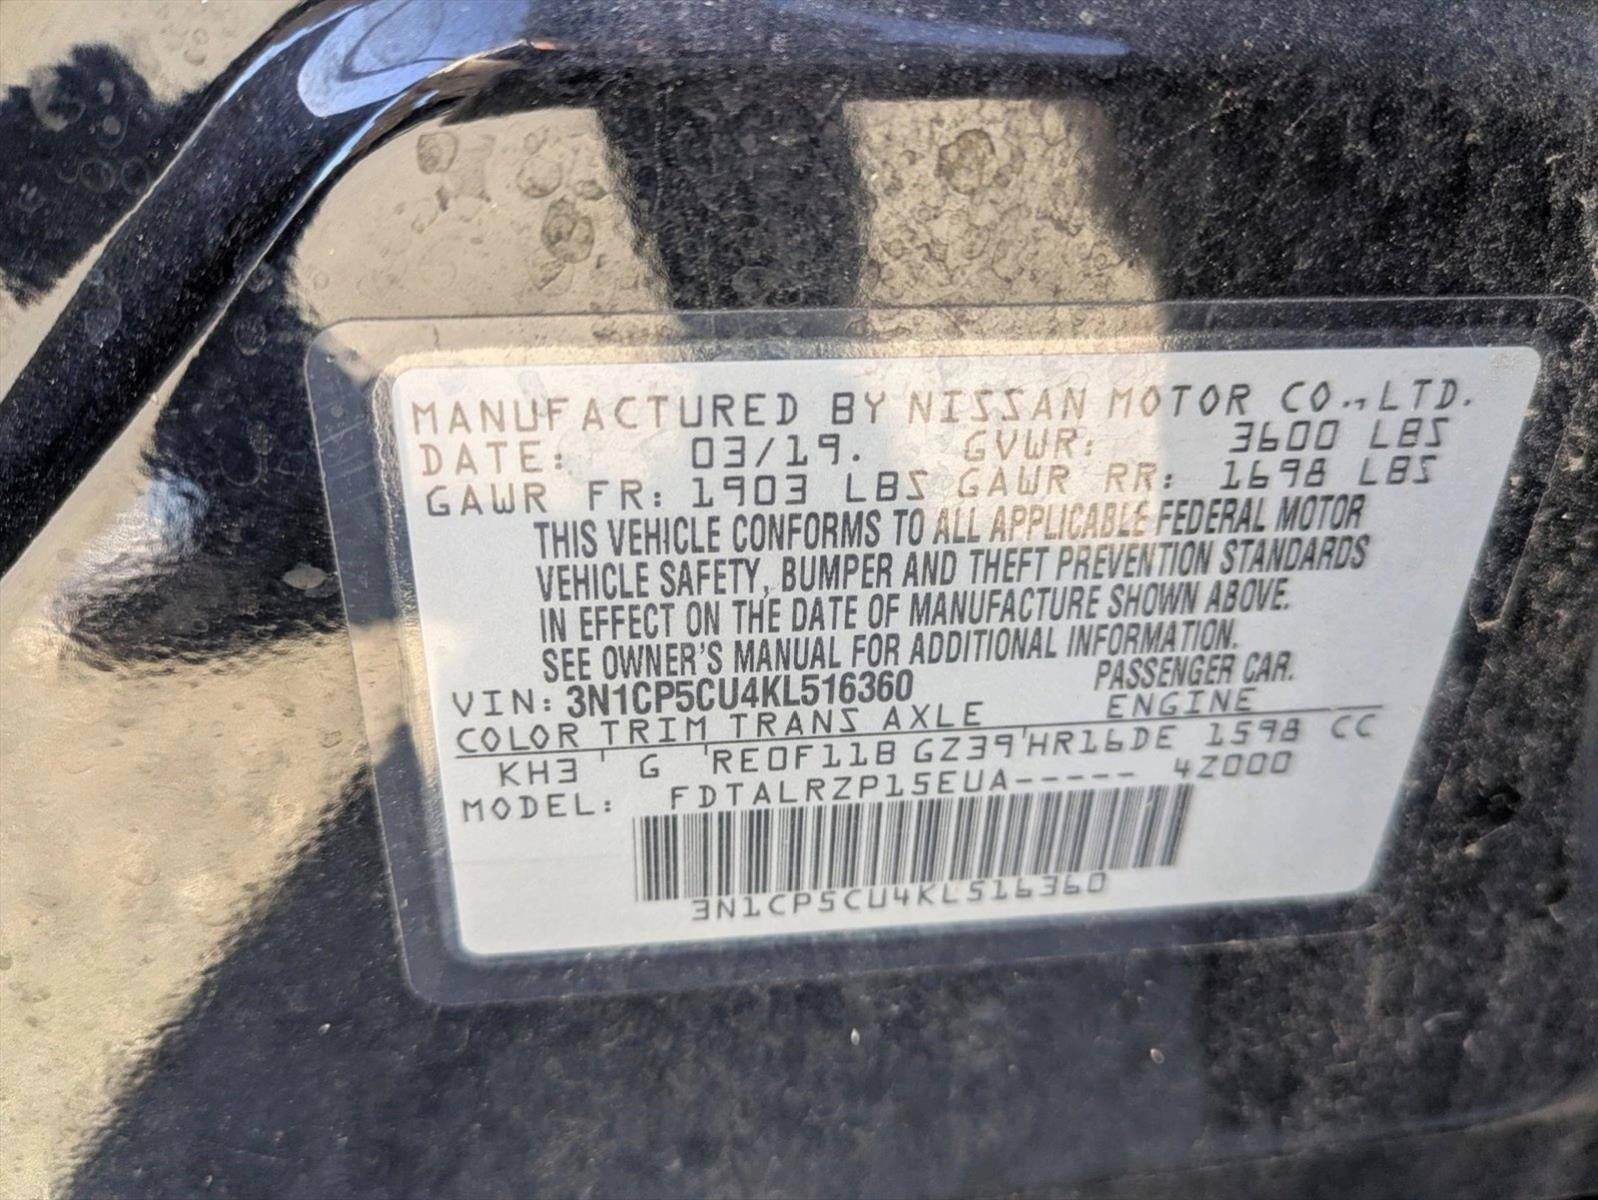 MANUFACTURED BY NISSAN MOTOR CO.,LTD.
DATE: 03/19. GVWR: 3600 LBS
GAWR FR: 1903 LBS GAWR RR: 1698 LBS
THIS VEHICLE CONFORMS TO ALL APPLICABLE FEDERAL MOTOR
VEHICLE SAFETY, BUMPER AND THEFT PREVENTION STANDARDS
IN EFFECT ON THE DATE OF MANUFACTURE SHOWN ABOVE.
SEE OWNER'S MANUAL FOR ADDITIONAL INFORMATION.
VIN: 3N1CP5CU4KL516360 PASSENGER CAR.
COLOR TRIM TRANS AXLE ENGINE
KH3 G RE0F11B GZ39 HR16DE 1598 CC
MODEL: FDTALRZP15EUA----- 4Z000
3N1CP5CU4KL516360